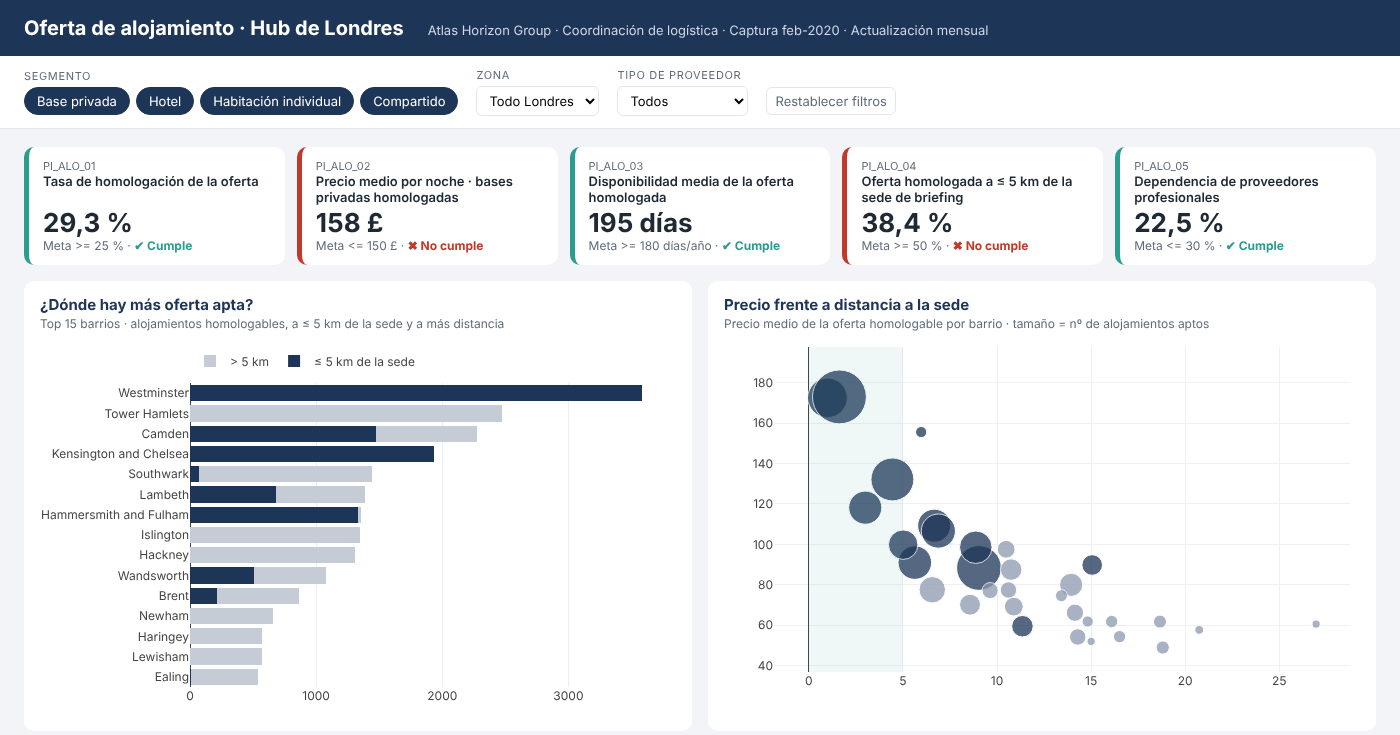 Oferta de alojamiento · Hub de Londres
Atlas Horizon Group · Coordinación de logística · Captura feb-2020 · Actualización mensual
SEGMENTO
Base privada
Hotel
Habitación individual
Compartido
ZONA
Todo Londres
TIPO DE PROVEEDOR
Todos
Restablecer filtros
PI_ALO_01
Tasa de homologación de la oferta
29,3 %
Meta >= 25 % · ✔ Cumple
PI_ALO_02
Precio medio por noche · bases
privadas homologadas
158 £
Meta <= 150 £ · ✖ No cumple
PI_ALO_03
Disponibilidad media de la oferta
homologada
195 días
Meta >= 180 días/año · ✔ Cumple
PI_ALO_04
Oferta homologada a ≤ 5 km de la
sede de briefing
38,4 %
Meta >= 50 % · ✖ No cumple
PI_ALO_05
Dependencia de proveedores
profesionales
22,5 %
Meta <= 30 % · ✔ Cumple
¿Dónde hay más oferta apta?
Top 15 barrios · alojamientos homologables, a ≤ 5 km de la sede y a más distancia
> 5 km
≤ 5 km de la sede
Westminster
Tower Hamlets
Camden
Kensington and Chelsea
Southwark
Lambeth
Hammersmith and Fulham
Islington
Hackney
Wandsworth
Brent
Newham
Haringey
Lewisham
Ealing
0 1000 2000 3000
Precio frente a distancia a la sede
Precio medio de la oferta homologable por barrio · tamaño = nº de alojamientos aptos
180
160
140
120
100
80
60
40
0 5 10 15 20 25